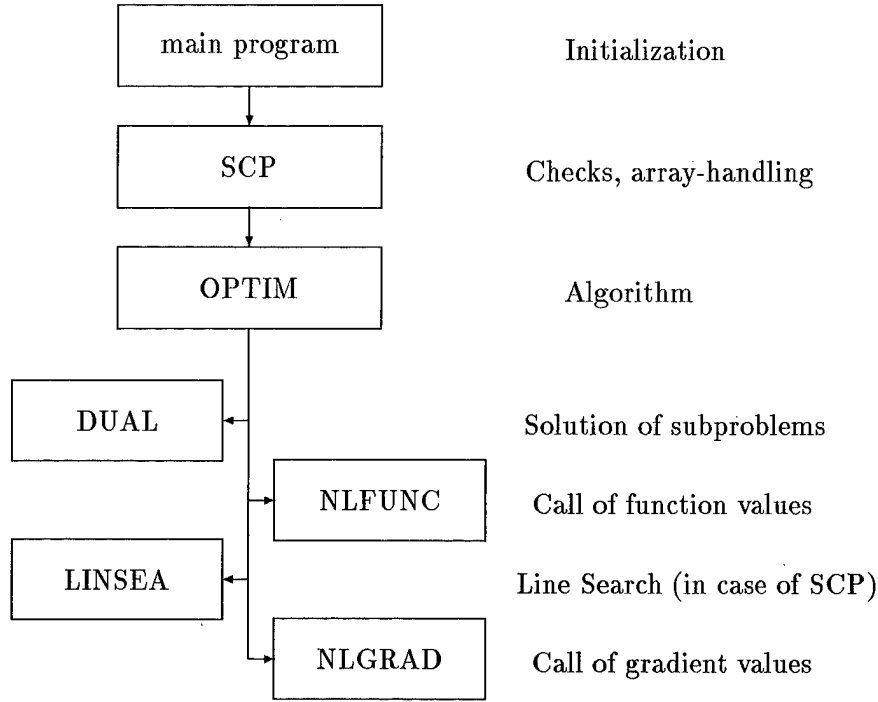 main program
Initialization
SCP
Checks, array-handling
OPTIM
Algorithm
DUAL
Solution of subproblems
NLFUNC
Call of function values
LINSEA
Line Search (in case of SCP)
NLGRAD
Call of gradient values